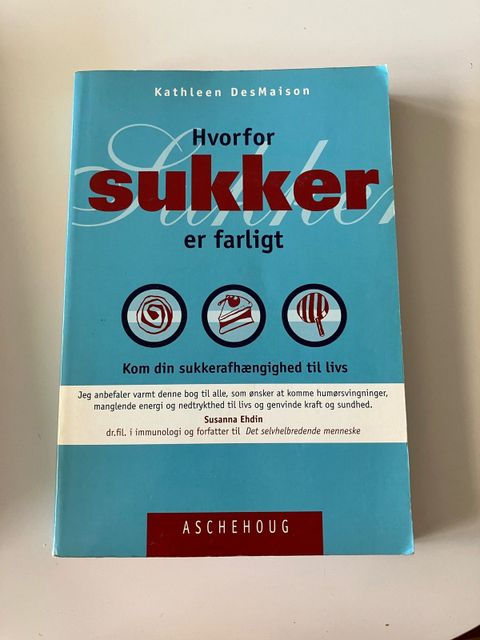 Kathleen DesMaison
Sukker
Hvorfor
sukker
er farligt
Kom din sukkerafhængighed til livs
Jeg anbefaler varmt denne bog til alle, som ønsker at komme humørsvingninger,
manglende energi og nedtrykthed til livs og genvinde kraft og sundhed.
Susanna Ehdin
dr.fil. i immunologi og forfatter til Det selvhelbredende menneske
ASCHEHOUG